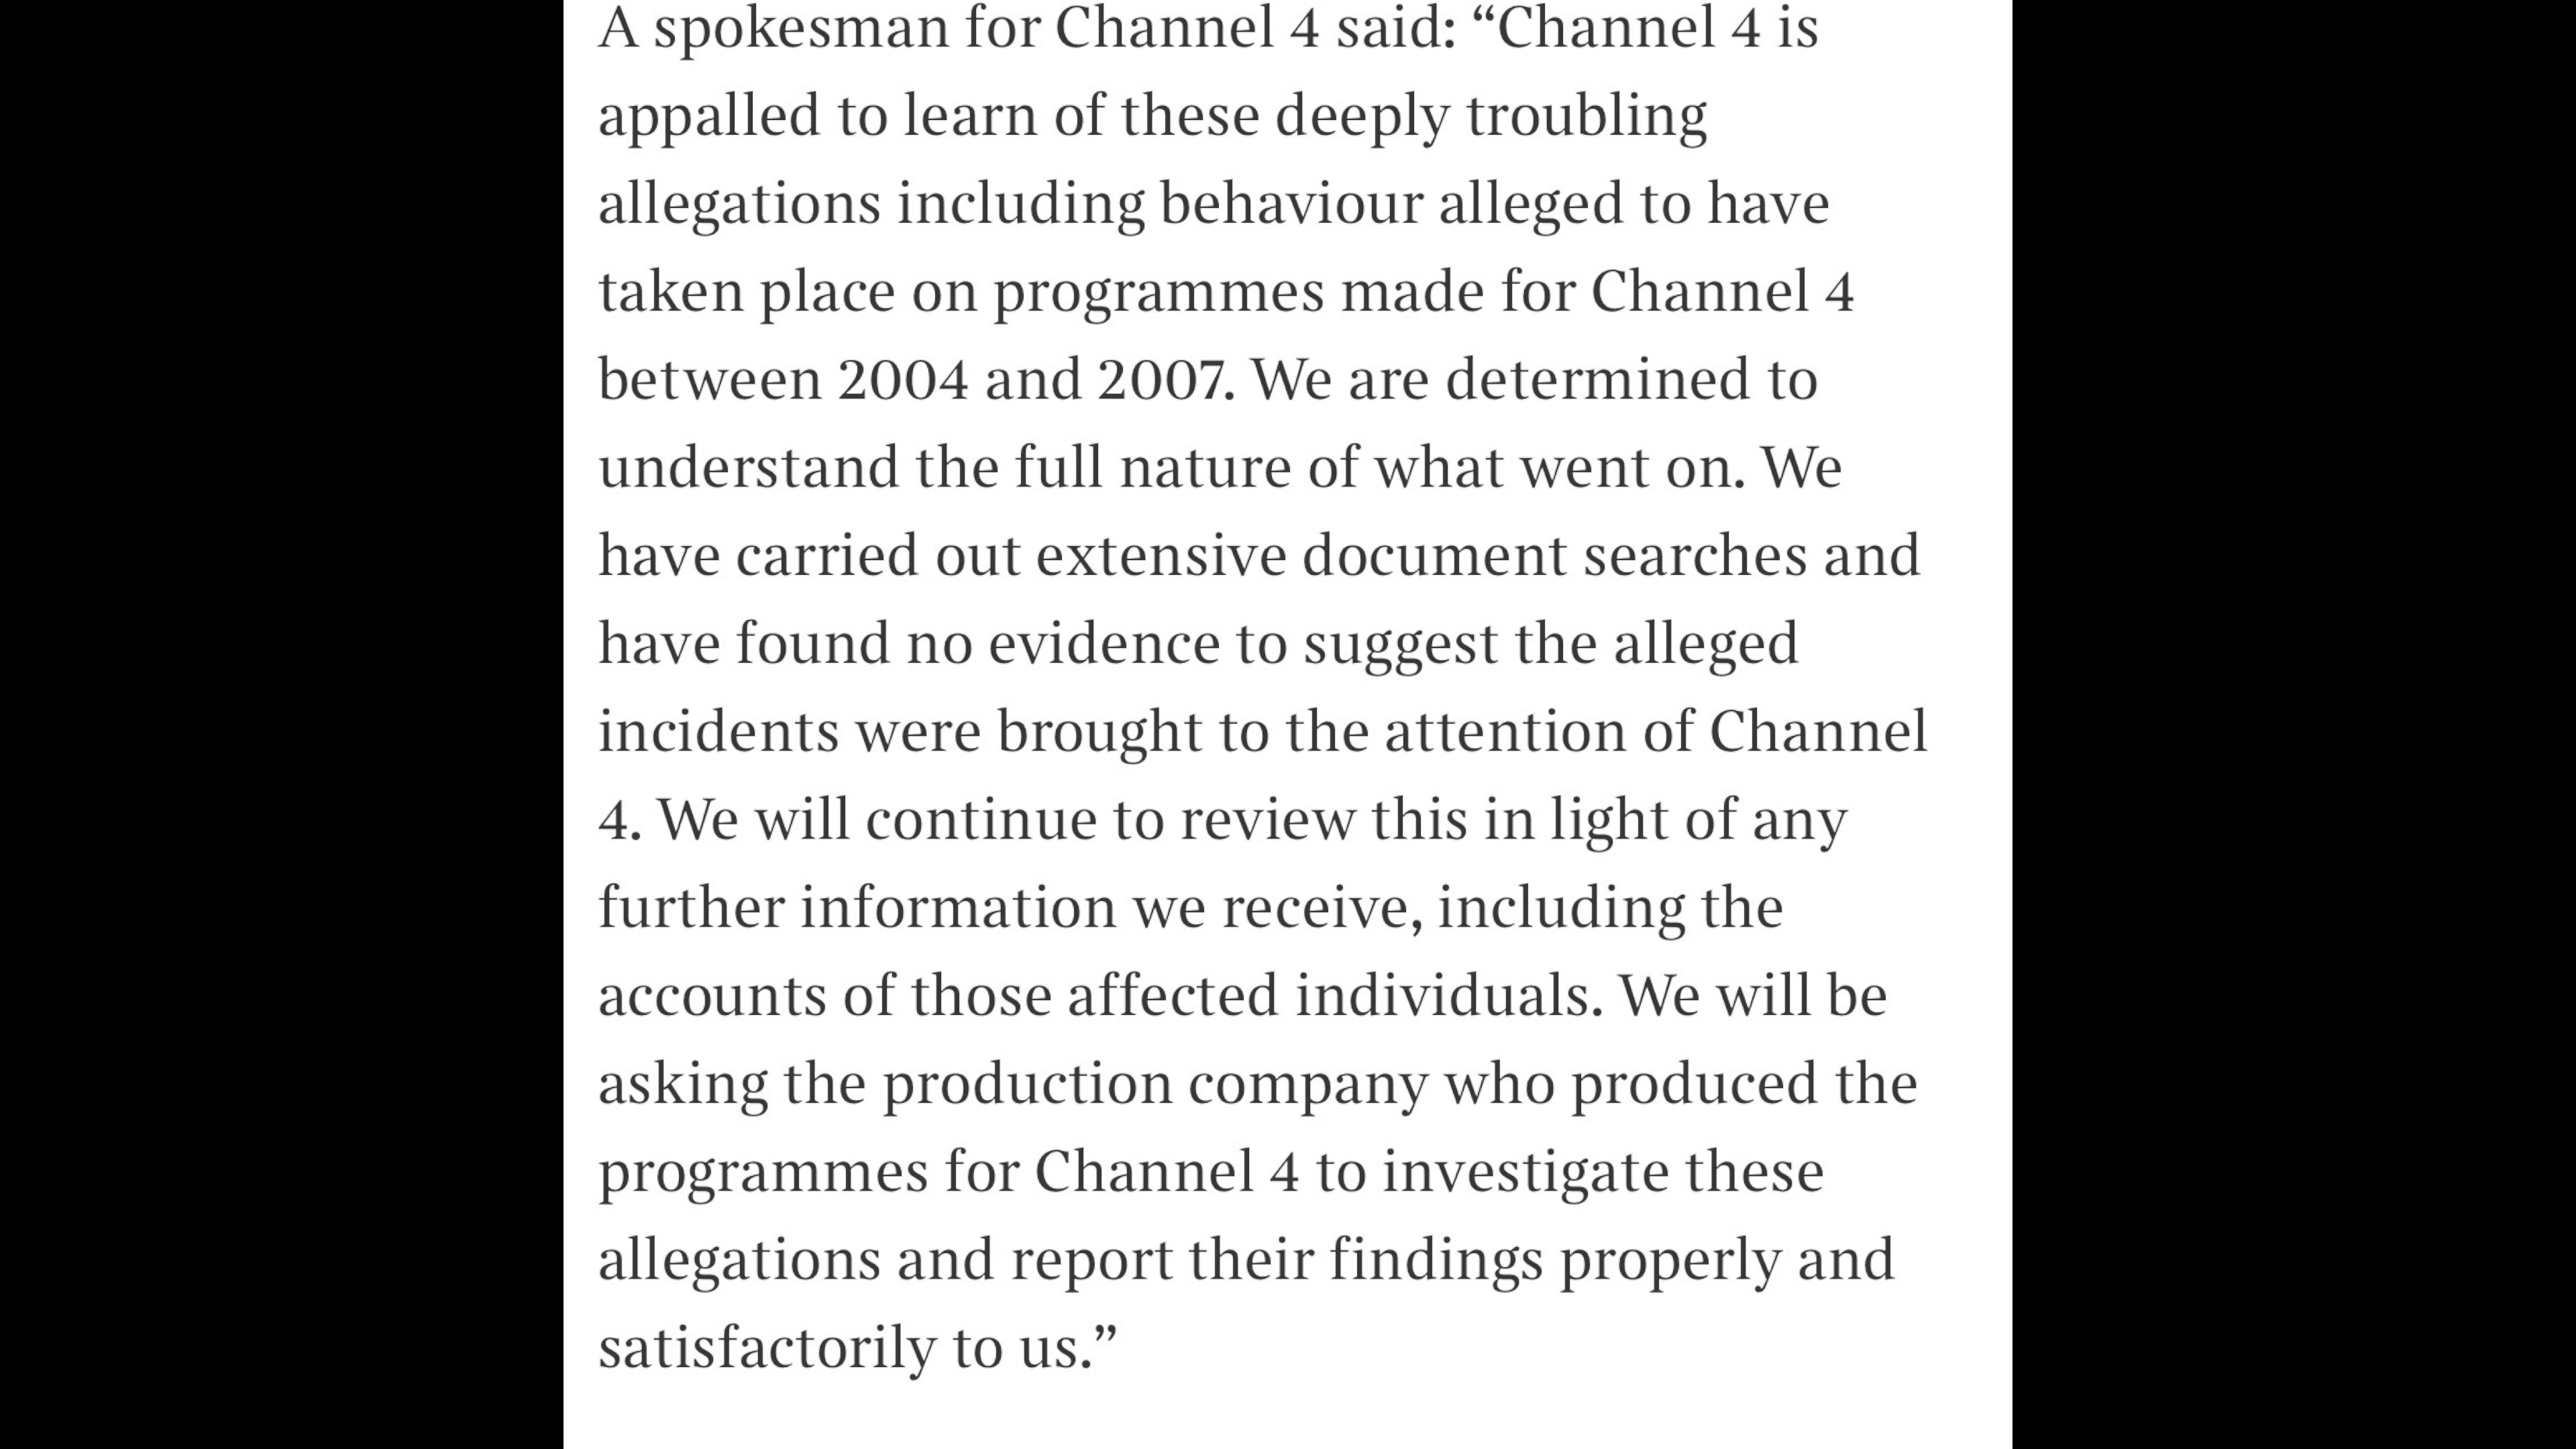 A spokesman for Channel 4 said: “Channel 4 is
appalled to learn of these deeply troubling
allegations including behaviour alleged to have
taken place on programmes made for Channel 4
between 2004 and 2007. We are determined to
understand the full nature of what went on. We
have carried out extensive document searches and
have found no evidence to suggest the alleged
incidents were brought to the attention of Channel
4. We will continue to review this in light of any
further information we receive, including the
accounts of those affected individuals. We will be
asking the production company who produced the
programmes for Channel 4 to investigate these
allegations and report their findings properly and
satisfactorily to us.”